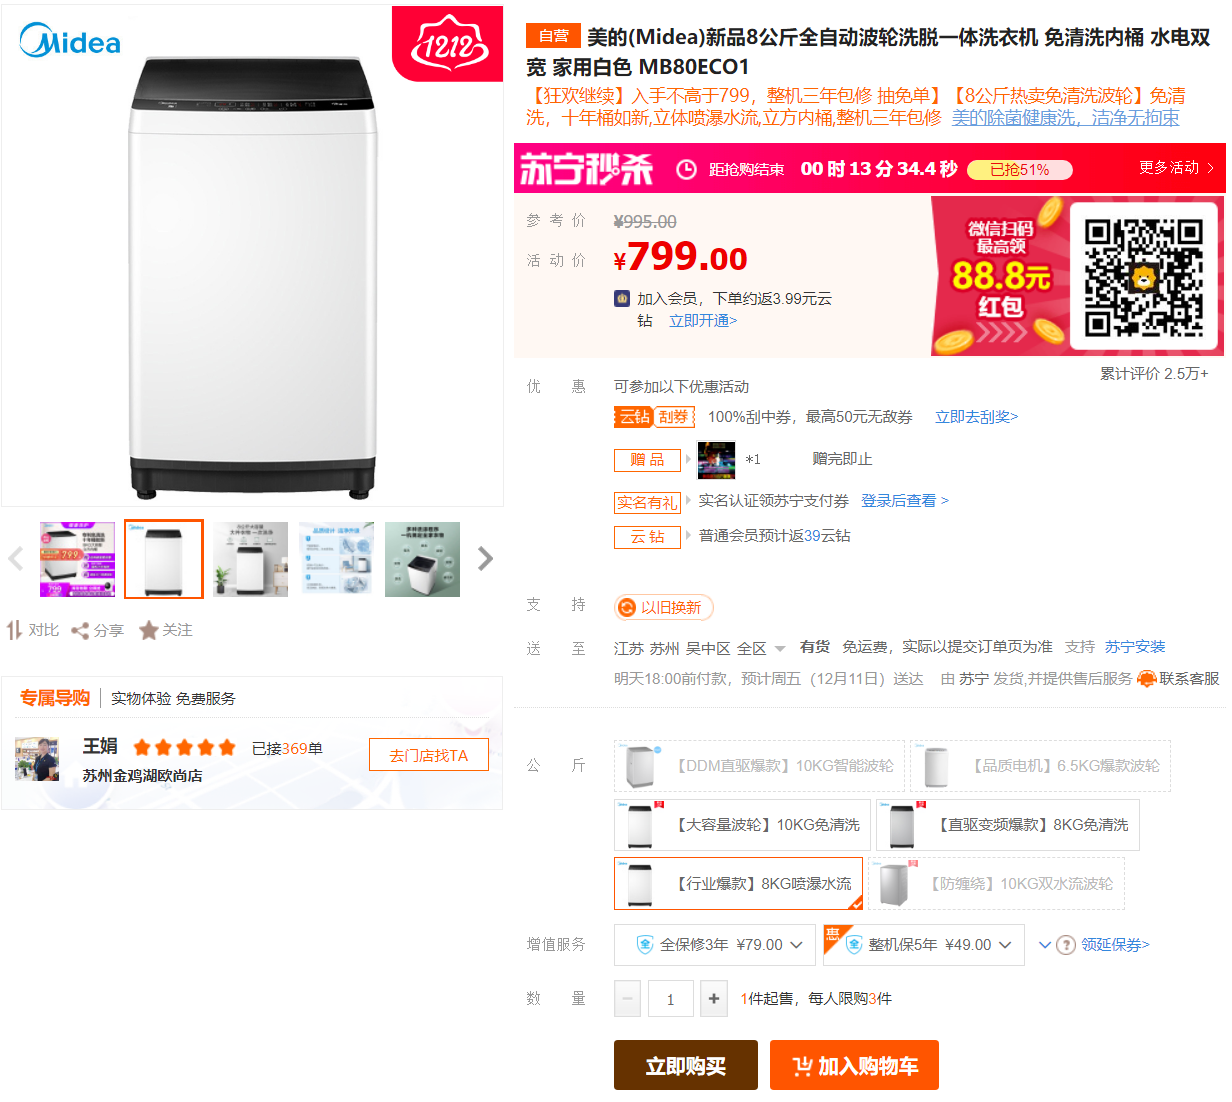 Midea
1212
自营 美的(Midea)新品8公斤全自动波轮洗脱一体洗衣机 免清洗内桶 水电双
宽 家用白色 MB80ECO1
【狂欢继续】入手不高于799，整机三年包修 抽免单】【8公斤热卖免清洗波轮】免清
洗，十年桶如新,立体喷瀑水流,立方内桶,整机三年包修 美的除菌健康洗，洁净无拘束
苏宁秒杀 距抢购结束 00 时 13 分 34.4 秒 已抢51% 更多活动 >
参考价 ¥995.00
活动价 ¥799.00
加入会员，下单约返3.99元云
钻 立即开通>
微信扫码
最高领
88.8元
红包
累计评价 2.5万+
优惠 可参加以下优惠活动
云钻 刮券 100%刮中券，最高50元无敌券 立即去刮奖>
赠品 *1 赠完即止
实名有礼 实名认证领苏宁支付券 登录后查看 >
云钻 普通会员预计返39云钻
支持 以旧换新
送至 江苏 苏州 吴中区 全区 有货 免运费，实际以提交订单页为准 支持 苏宁安装
明天18:00前付款，预计周五（12月11日）送达 由 苏宁 发货,并提供售后服务 联系客服
对比 分享 关注
专属导购 实物体验 免费服务
王娟 已接369单
苏州金鸡湖欧尚店
去门店找TA
公斤 【DDM直驱爆款】10KG智能波轮 【品质电机】6.5KG爆款波轮
【大容量波轮】10KG免清洗 【直驱变频爆款】8KG免清洗
【行业爆款】8KG喷瀑水流 【防缠绕】10KG双水流波轮
增值服务 全保修3年 ¥79.00 惠 整机保5年 ¥49.00 ? 领延保券>
数量 − 1 + 1件起售，每人限购3件
立即购买 加入购物车